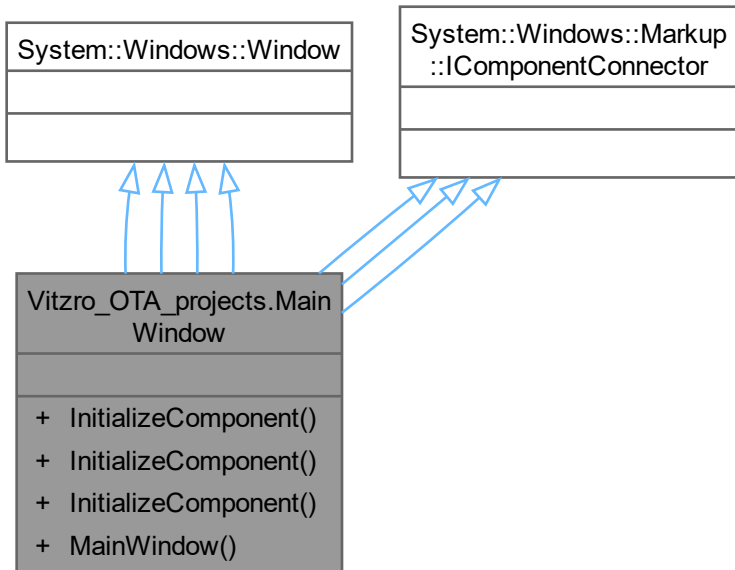 System::Windows::Window
System::Windows::Markup
::IComponentConnector
Vitzro_OTA_projects.Main
Window
+ InitializeComponent()
+ InitializeComponent()
+ InitializeComponent()
+ MainWindow()